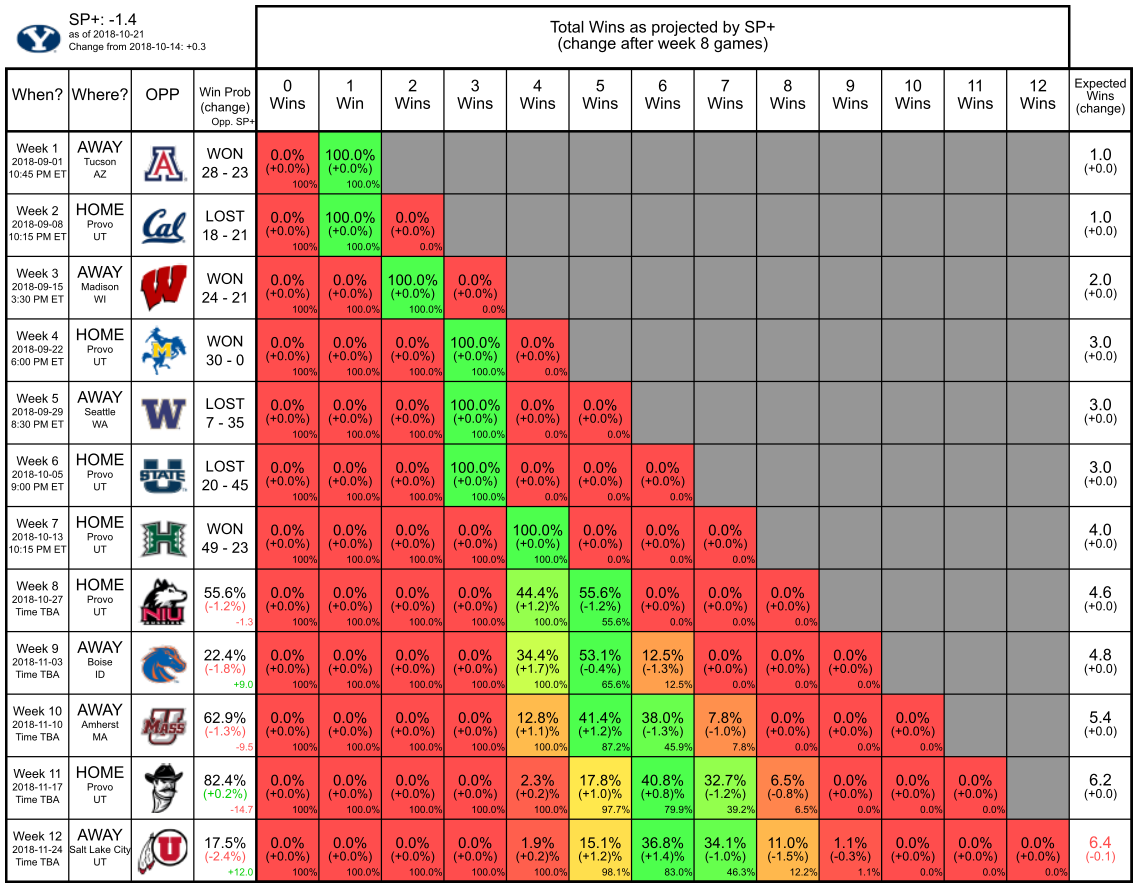 SP+: -1.4
as of 2018-10-21
Change from 2018-10-14: +0.3
Total Wins as projected by SP+
(change after week 8 games)
When? Where? OPP Win Prob (change) Opp. SP+ 0 Wins 1 Win 2 Wins 3 Wins 4 Wins 5 Wins 6 Wins 7 Wins 8 Wins 9 Wins 10 Wins 11 Wins 12 Wins Expected Wins (change)
Week 1 AWAY WON 0.0% 100.0% 1.0
2018-09-01 Tucson A 28 - 23 (+0.0%) (+0.0%) (+0.0)
10:45 PM ET AZ 100% 100.0%
Week 2 HOME LOST 0.0% 100.0% 0.0% 1.0
2018-09-08 Provo Cal 18 - 21 (+0.0%) (+0.0%) (+0.0%) (+0.0)
10:15 PM ET UT 100% 100.0% 0.0%
Week 3 AWAY WON 0.0% 0.0% 100.0% 0.0% 2.0
2018-09-15 Madison W 24 - 21 (+0.0%) (+0.0%) (+0.0%) (+0.0%) (+0.0)
3:30 PM ET WI 100% 100.0% 100.0% 0.0%
Week 4 HOME WON 0.0% 0.0% 0.0% 100.0% 0.0% 3.0
2018-09-22 Provo M 30 - 0 (+0.0%) (+0.0%) (+0.0%) (+0.0%) (+0.0%) (+0.0)
6:00 PM ET UT 100% 100.0% 100.0% 100.0% 0.0%
Week 5 AWAY LOST 0.0% 0.0% 0.0% 100.0% 0.0% 0.0% 3.0
2018-09-29 Seattle W 7 - 35 (+0.0%) (+0.0%) (+0.0%) (+0.0%) (+0.0%) (+0.0%) (+0.0)
8:30 PM ET WA 100% 100.0% 100.0% 100.0% 0.0% 0.0%
Week 6 HOME LOST 0.0% 0.0% 0.0% 100.0% 0.0% 0.0% 0.0% 3.0
2018-10-05 Provo U STATE 20 - 45 (+0.0%) (+0.0%) (+0.0%) (+0.0%) (+0.0%) (+0.0%) (+0.0%) (+0.0)
9:00 PM ET UT 100% 100.0% 100.0% 100.0% 0.0% 0.0% 0.0%
Week 7 HOME WON 0.0% 0.0% 0.0% 0.0% 100.0% 0.0% 0.0% 0.0% 4.0
2018-10-13 Provo H 49 - 23 (+0.0%) (+0.0%) (+0.0%) (+0.0%) (+0.0%) (+0.0%) (+0.0%) (+0.0%) (+0.0)
10:15 PM ET UT 100% 100.0% 100.0% 100.0% 100.0% 0.0% 0.0% 0.0%
Week 8 HOME 55.6% 0.0% 0.0% 0.0% 0.0% 44.4% 55.6% 0.0% 0.0% 0.0% 4.6
2018-10-27 Provo NIU (-1.2%) (+0.0%) (+0.0%) (+0.0%) (+0.0%) (+1.2)% (-1.2%) (+0.0%) (+0.0%) (+0.0%) (+0.0)
Time TBA UT -1.3 100% 100.0% 100.0% 100.0% 100.0% 55.6% 0.0% 0.0% 0.0%
Week 9 AWAY 22.4% 0.0% 0.0% 0.0% 0.0% 34.4% 53.1% 12.5% 0.0% 0.0% 0.0% 4.8
2018-11-03 Boise (-1.8%) (+0.0%) (+0.0%) (+0.0%) (+0.0%) (+1.7)% (-0.4%) (-1.3%) (+0.0%) (+0.0%) (+0.0%) (+0.0)
Time TBA ID +9.0 100% 100.0% 100.0% 100.0% 100.0% 65.6% 12.5% 0.0% 0.0% 0.0%
Week 10 AWAY 62.9% 0.0% 0.0% 0.0% 0.0% 12.8% 41.4% 38.0% 7.8% 0.0% 0.0% 0.0% 5.4
2018-11-10 Amherst U MASS (-1.3%) (+0.0%) (+0.0%) (+0.0%) (+0.0%) (+1.1)% (+1.2)% (-1.3%) (-1.0%) (+0.0%) (+0.0%) (+0.0%) (+0.0)
Time TBA MA -9.5 100% 100.0% 100.0% 100.0% 100.0% 87.2% 45.9% 7.8% 0.0% 0.0% 0.0%
Week 11 HOME 82.4% 0.0% 0.0% 0.0% 0.0% 2.3% 17.8% 40.8% 32.7% 6.5% 0.0% 0.0% 0.0% 6.2
2018-11-17 Provo (+0.2%) (+0.0%) (+0.0%) (+0.0%) (+0.0%) (+0.2)% (+1.0)% (+0.8)% (-1.2%) (-0.8%) (+0.0%) (+0.0%) (+0.0%) (+0.0)
Time TBA UT -14.7 100% 100.0% 100.0% 100.0% 100.0% 97.7% 79.9% 39.2% 6.5% 0.0% 0.0% 0.0%
Week 12 AWAY 17.5% 0.0% 0.0% 0.0% 0.0% 1.9% 15.1% 36.8% 34.1% 11.0% 1.1% 0.0% 0.0% 0.0% 6.4
2018-11-24 Salt Lake City U (-2.4%) (+0.0%) (+0.0%) (+0.0%) (+0.0%) (+0.2)% (+1.2)% (+1.4)% (-1.0%) (-1.5%) (-0.3%) (+0.0%) (+0.0%) (+0.0%) (-0.1)
Time TBA UT +12.0 100% 100.0% 100.0% 100.0% 100.0% 98.1% 83.0% 46.3% 12.2% 1.1% 0.0% 0.0% 0.0%